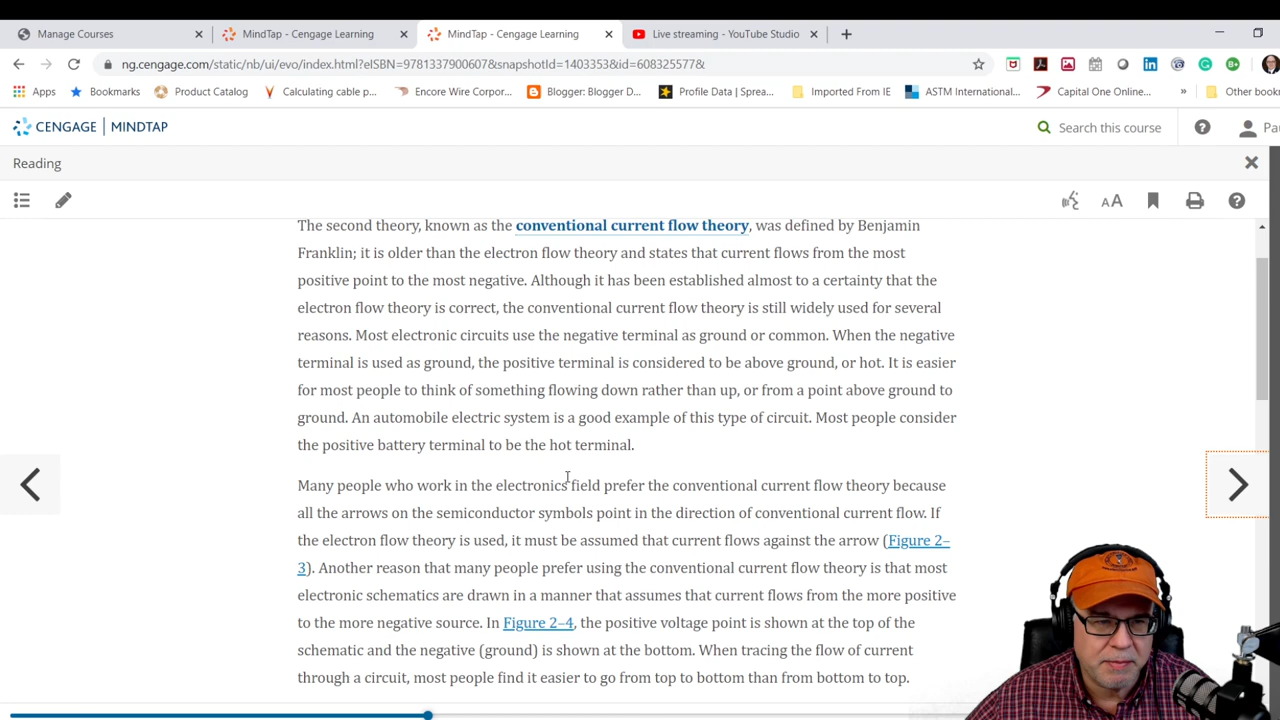 Manage Courses
MindTap - Cengage Learning
MindTap - Cengage Learning
Live streaming - YouTube Studio
ng.cengage.com/static/nb/ui/evo/index.html?eISBN=9781337900607&snapshotId=1403353&id=6083255778&
Apps
Bookmarks
Product Catalog
Calculating cable p...
Encore Wire Corpor...
Blogger: Blogger D...
Profile Data | Sprea...
Imported From IE
ASTM International...
Capital One Online...
»
Other book
CENGAGE | MINDTAP
Search this course
Pa
Reading
AA
The second theory, known as the conventional current flow theory, was defined by Benjamin
Franklin; it is older than the electron flow theory and states that current flows from the most
positive point to the most negative. Although it has been established almost to a certainty that the
electron flow theory is correct, the conventional current flow theory is still widely used for several
reasons. Most electronic circuits use the negative terminal as ground or common. When the negative
terminal is used as ground, the positive terminal is considered to be above ground, or hot. It is easier
for most people to think of something flowing down rather than up, or from a point above ground to
ground. An automobile electric system is a good example of this type of circuit. Most people consider
the positive battery terminal to be the hot terminal.
Many people who work in the electronics field prefer the conventional current flow theory because
all the arrows on the semiconductor symbols point in the direction of conventional current flow. If
the electron flow theory is used, it must be assumed that current flows against the arrow (Figure 2–
3). Another reason that many people prefer using the conventional current flow theory is that most
electronic schematics are drawn in a manner that assumes that current flows from the more positive
to the more negative source. In Figure 2–4, the positive voltage point is shown at the top of the
schematic and the negative (ground) is shown at the bottom. When tracing the flow of current
through a circuit, most people find it easier to go from top to bottom than from bottom to top.